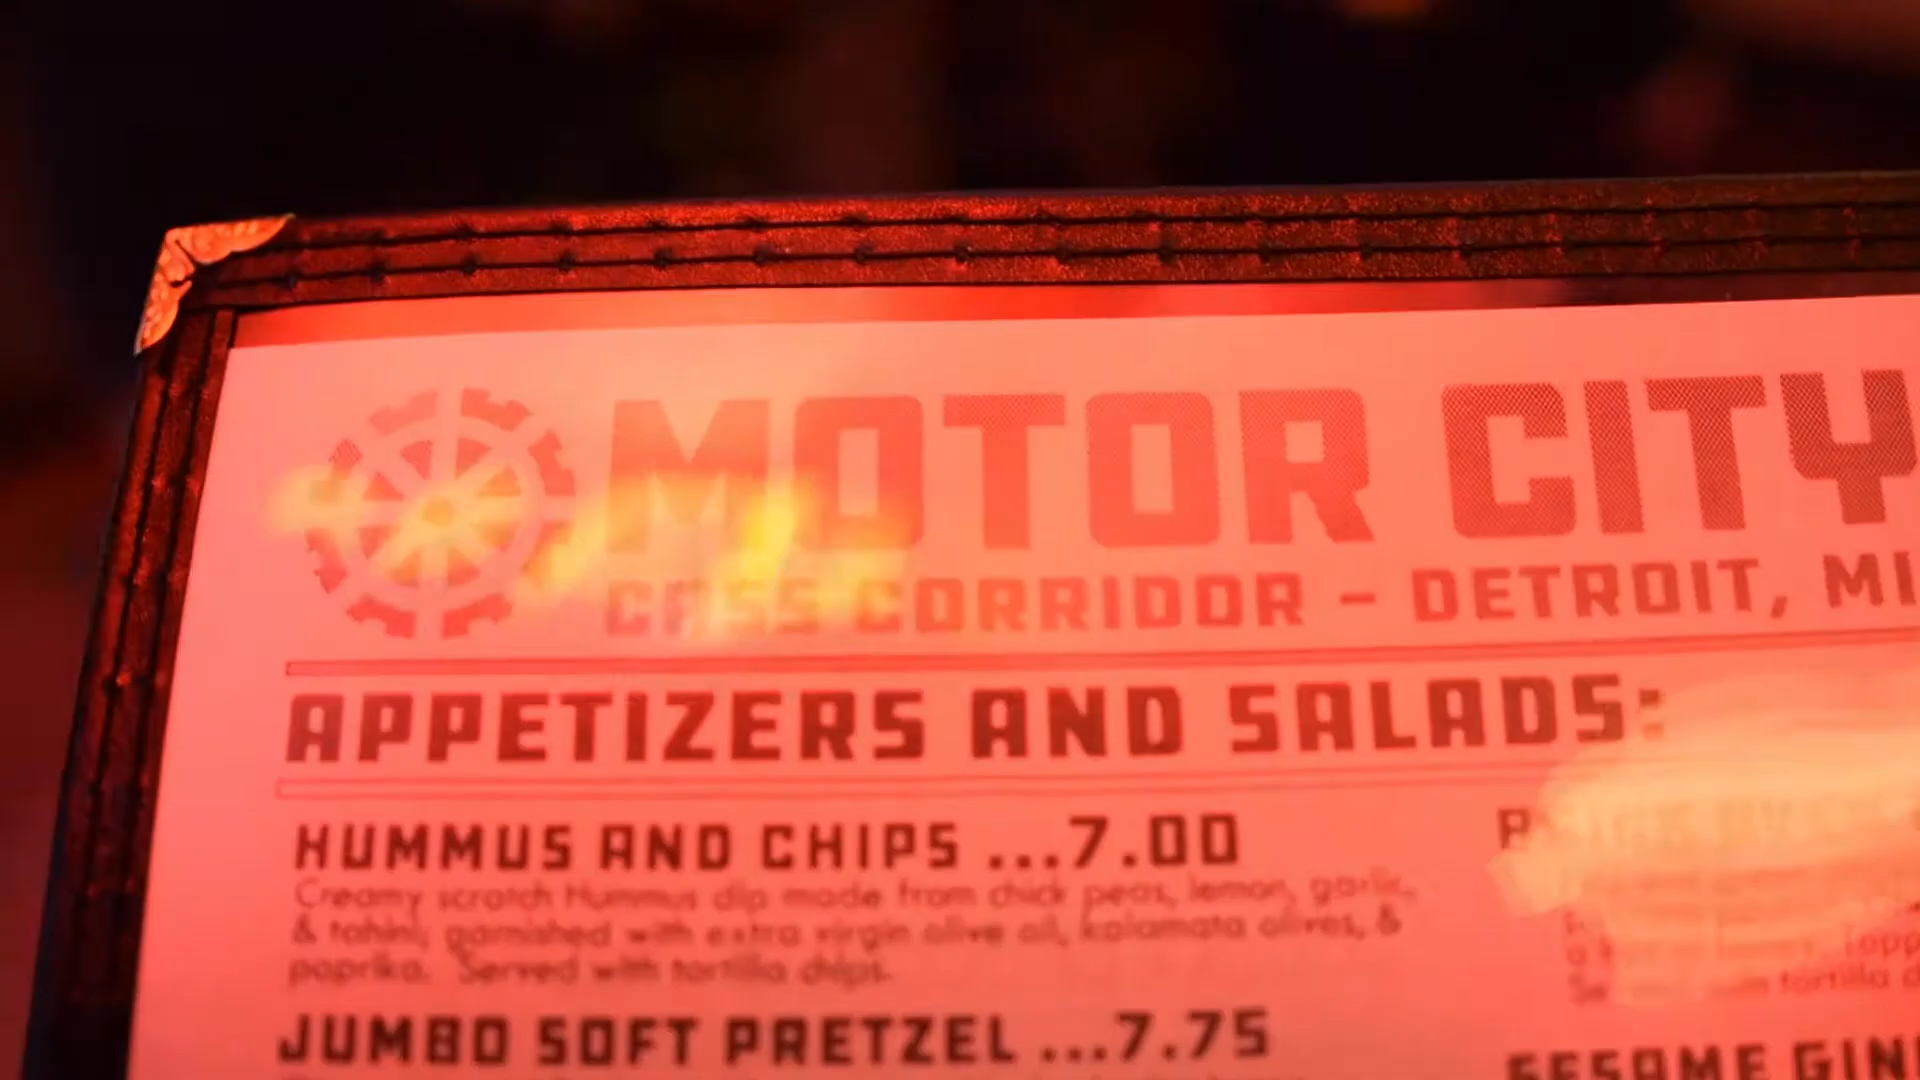 MOTOR CITY
CASS CORRIDOR - DETROIT, MI
APPETIZERS AND SALADS:
HUMMUS AND CHIPS ...7.00
Creamy scratch Hummus dip made from chick peas, lemon, garlic,
& tahini; garnished with extra virgin olive oil, kalamata olives, &
paprika. Served with tortilla chips.
JUMBO SOFT PRETZEL ...7.75
tortilla
SESAME